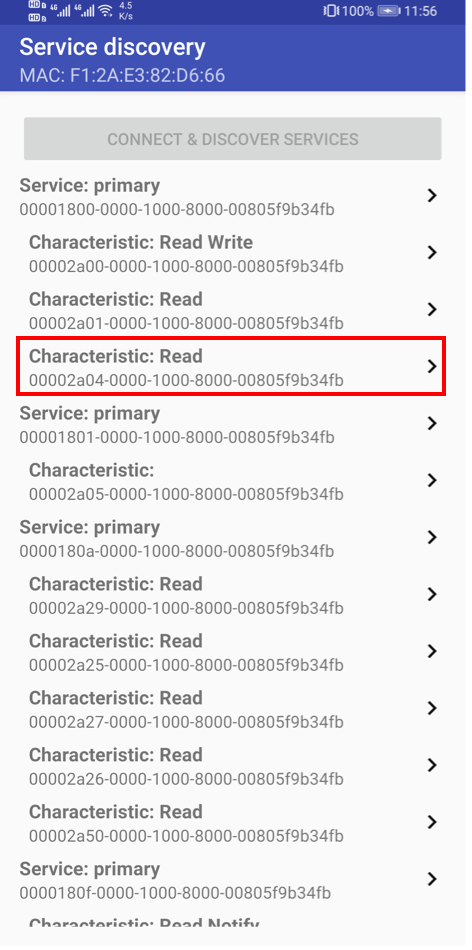 HD 2 4G 4G 4.5
HD 2 K/s 100% 11:56
Service discovery
MAC: F1:2A:E3:82:D6:66
CONNECT & DISCOVER SERVICES
Service: primary
00001800-0000-1000-8000-00805f9b34fb
Characteristic: Read Write
00002a00-0000-1000-8000-00805f9b34fb
Characteristic: Read
00002a01-0000-1000-8000-00805f9b34fb
Characteristic: Read
00002a04-0000-1000-8000-00805f9b34fb
Service: primary
00001801-0000-1000-8000-00805f9b34fb
Characteristic:
00002a05-0000-1000-8000-00805f9b34fb
Service: primary
0000180a-0000-1000-8000-00805f9b34fb
Characteristic: Read
00002a29-0000-1000-8000-00805f9b34fb
Characteristic: Read
00002a25-0000-1000-8000-00805f9b34fb
Characteristic: Read
00002a27-0000-1000-8000-00805f9b34fb
Characteristic: Read
00002a26-0000-1000-8000-00805f9b34fb
Characteristic: Read
00002a50-0000-1000-8000-00805f9b34fb
Service: primary
0000180f-0000-1000-8000-00805f9b34fb
Characteristic: Read Notify